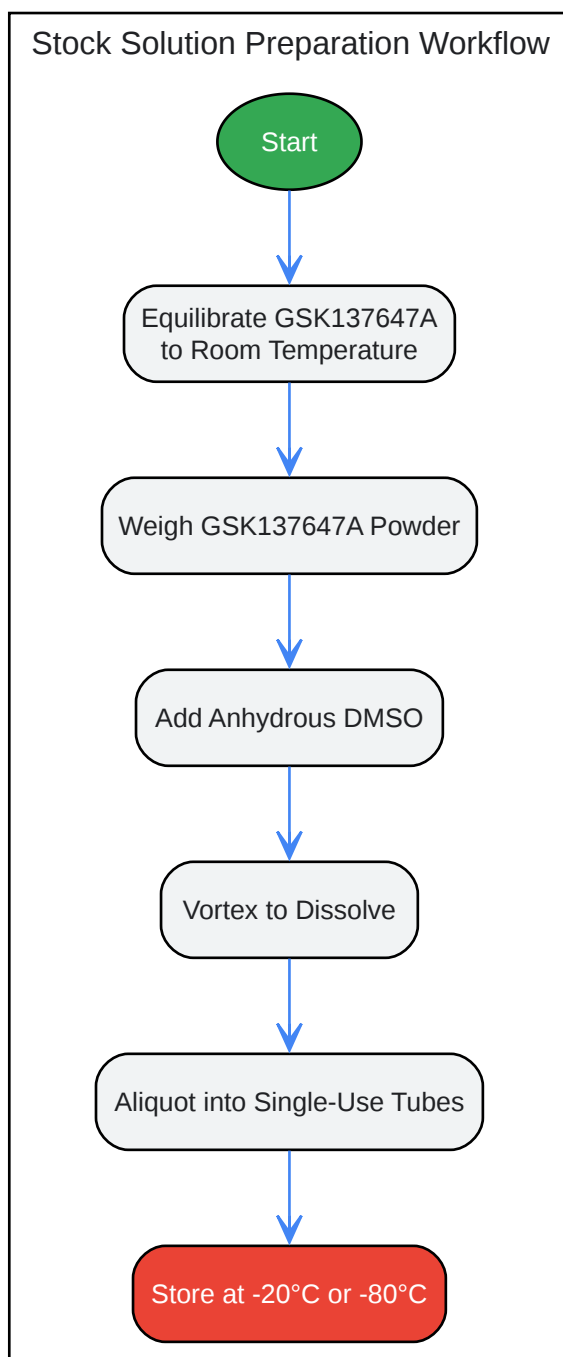 Stock Solution Preparation Workflow
Start
Equilibrate GSK137647A
to Room Temperature
Weigh GSK137647A Powder
Add Anhydrous DMSO
Vortex to Dissolve
Aliquot into Single-Use Tubes
Store at -20°C or -80°C